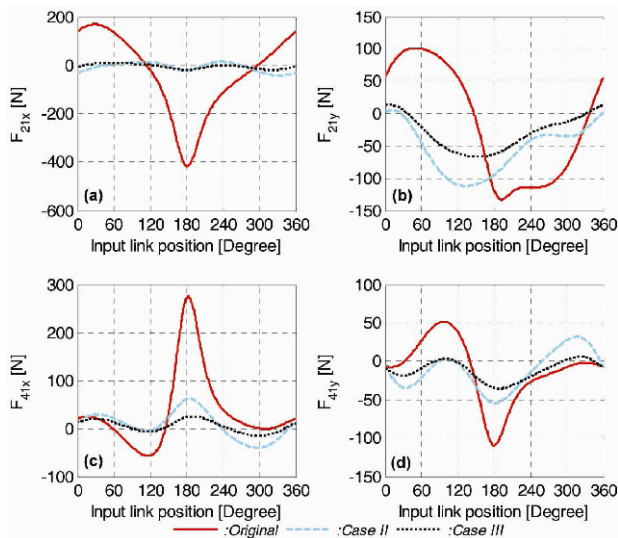 200
0
-200
-400
-600
F21x [N]
(a)
0 60 120 180 240 300 360
Input link position [Degree]
150
100
50
0
-50
-100
-150
F21y [N]
(b)
0 60 120 180 240 300 360
Input link position [Degree]
300
200
100
0
-100
F41x [N]
(c)
0 60 120 180 240 300 360
Input link position [Degree]
100
50
0
-50
-100
-150
F41y [N]
(d)
0 60 120 180 240 300 360
Input link position [Degree]
:Original :Case II :Case III